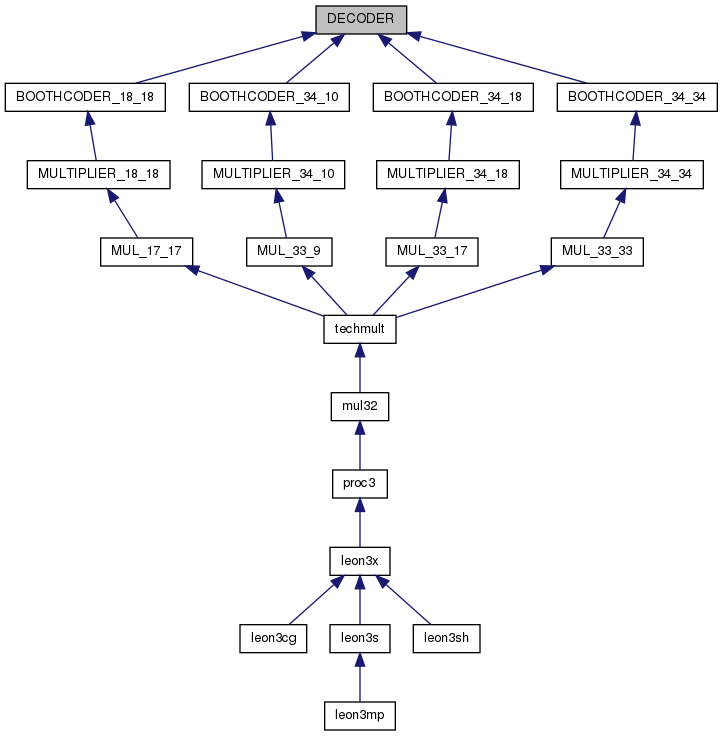 DECODER
BOOTHCODER_18_18
BOOTHCODER_34_10
BOOTHCODER_34_18
BOOTHCODER_34_34
MULTIPLIER_18_18
MULTIPLIER_34_10
MULTIPLIER_34_18
MULTIPLIER_34_34
MUL_17_17
MUL_33_9
MUL_33_17
MUL_33_33
techmult
mul32
proc3
leon3x
leon3cg
leon3s
leon3sh
leon3mp